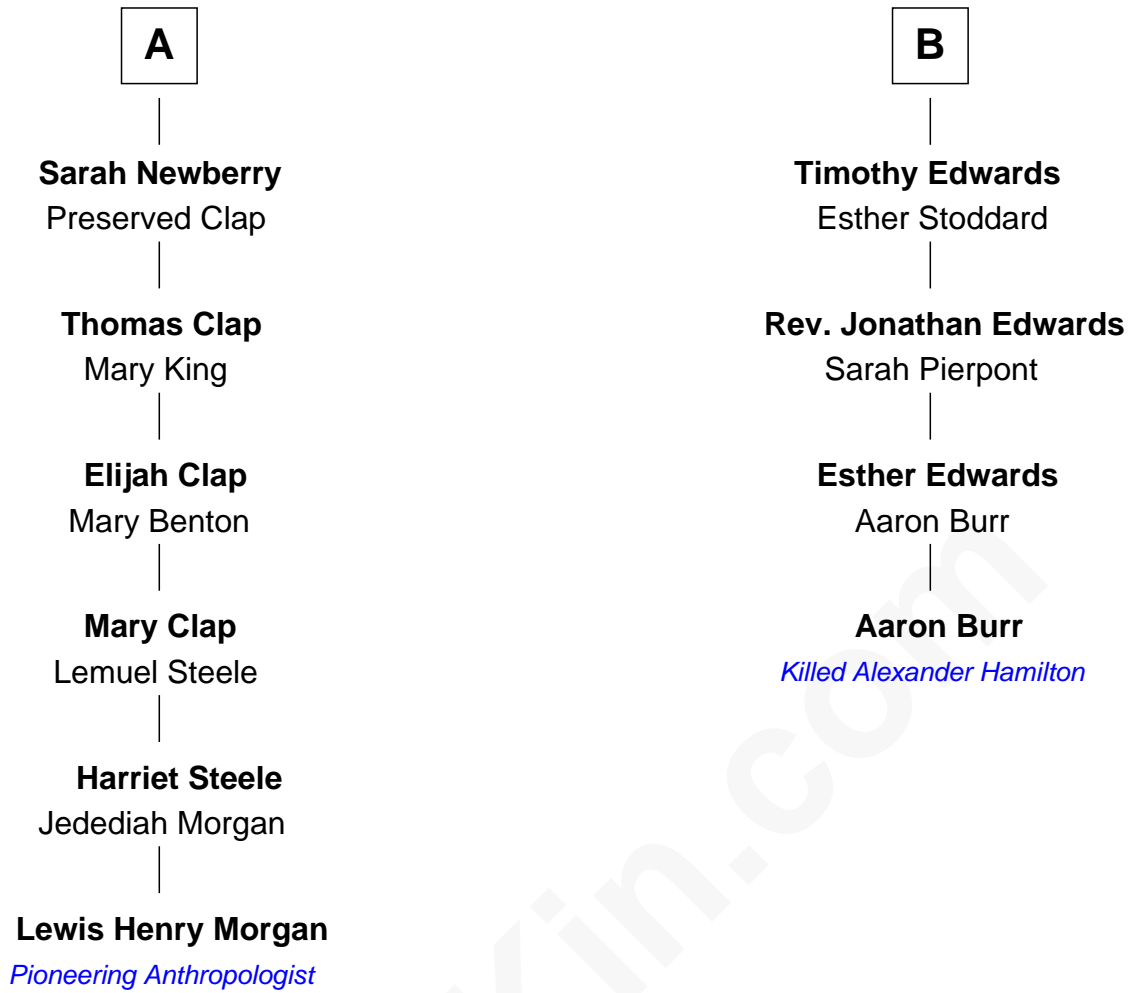 A
Sarah Newberry
Preserved Clap
Thomas Clap
Mary King
Elijah Clap
Mary Benton
Mary Clap
Lemuel Steele
Harriet Steele
Jedediah Morgan
Lewis Henry Morgan
Pioneering Anthropologist
B
Timothy Edwards
Esther Stoddard
Rev. Jonathan Edwards
Sarah Pierpont
Esther Edwards
Aaron Burr
Aaron Burr
Killed Alexander Hamilton
Kin.com